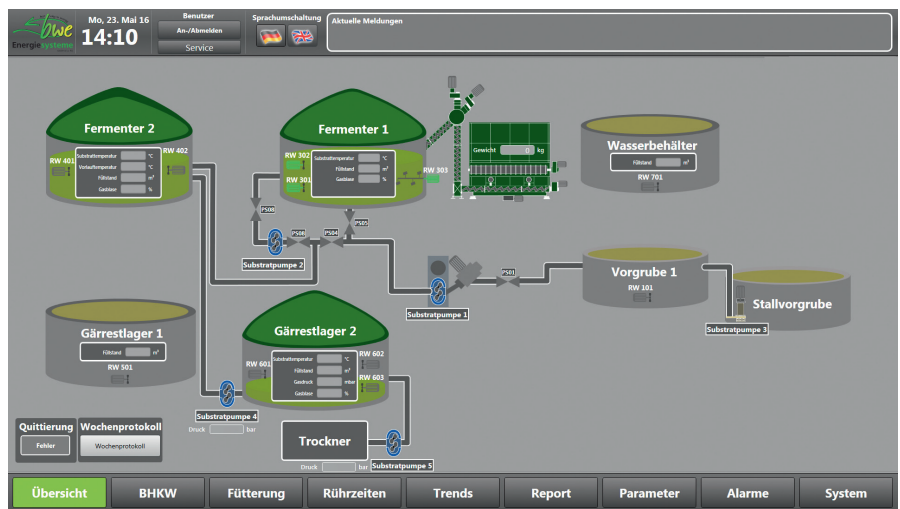 bwe
Energiesysteme
Mo, 23. Mai 16
14:10
Benutzer
An-/Abmelden
Service
Sprachumschaltung
Aktuelle Meldungen
Fermenter 2
RW 401
RW 402
Substrattemperatur °C
Vorlauftemperatur °C
Füllstand m³
Gasblase %
Fermenter 1
RW 302
RW 301
RW 303
Substrattemperatur °C
Füllstand m³
Gasblase %
Gewicht 0 kg
Wasserbehälter
Füllstand m³
RW 701
PS08
PS05
PS08
PS04
Substratpumpe 2
PS01
Substratpumpe 1
Vorgrube 1
RW 101
Stallvorgrube
Substratpumpe 3
Gärrestlager 1
Füllstand m³
RW 501
Gärrestlager 2
RW 601
RW 602
RW 603
Substrattemperatur °C
Füllstand m³
Gasdruck mbar
Gasblase %
Substratpumpe 4
Druck bar
Trockner
Druck bar
Substratpumpe 5
Quittierung
Fehler
Wochenprotokoll
Wochenprotokoll
Übersicht
BHKW
Fütterung
Rührzeiten
Trends
Report
Parameter
Alarme
System